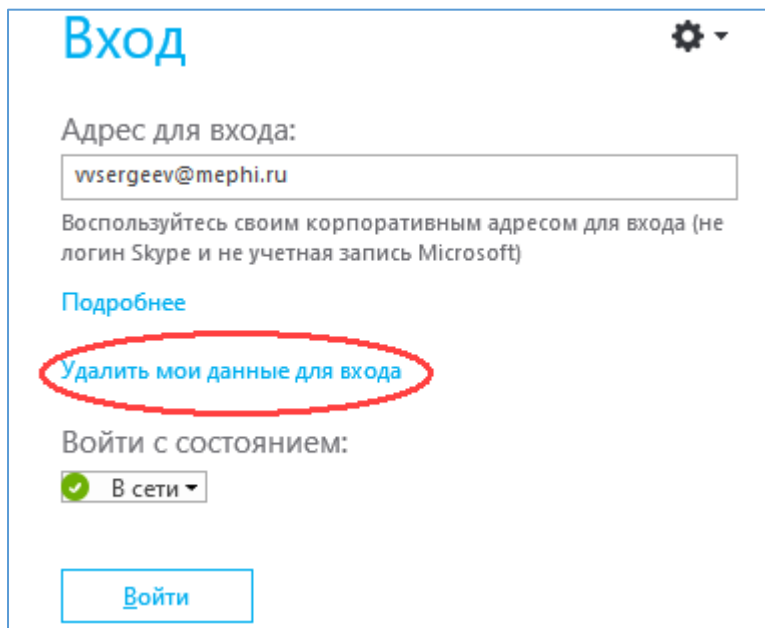 Вход
Адрес для входа:
vvsergeev@mephi.ru
Воспользуйтесь своим корпоративным адресом для входа (не
логин Skype и не учетная запись Microsoft)
Подробнее
Удалить мои данные для входа
Войти с состоянием:
В сети
Войти